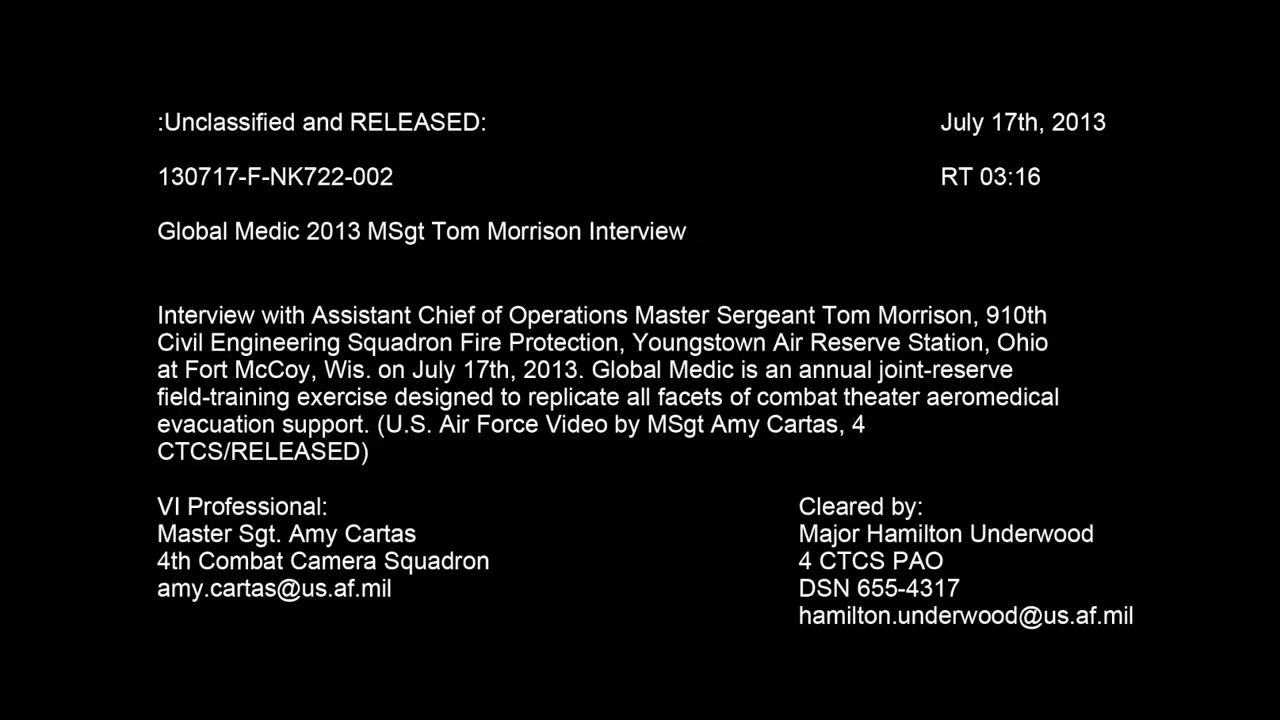 :Unclassified and RELEASED:
July 17th, 2013
130717-F-NK722-002
RT 03:16
Global Medic 2013 MSgt Tom Morrison Interview
Interview with Assistant Chief of Operations Master Sergeant Tom Morrison, 910th
Civil Engineering Squadron Fire Protection, Youngstown Air Reserve Station, Ohio
at Fort McCoy, Wis. on July 17th, 2013. Global Medic is an annual joint-reserve
field-training exercise designed to replicate all facets of combat theater aeromedical
evacuation support. (U.S. Air Force Video by MSgt Amy Cartas, 4
CTCS/RELEASED)
VI Professional:
Master Sgt. Amy Cartas
4th Combat Camera Squadron
amy.cartas@us.af.mil
Cleared by:
Major Hamilton Underwood
4 CTCS PAO
DSN 655-4317
hamilton.underwood@us.af.mil